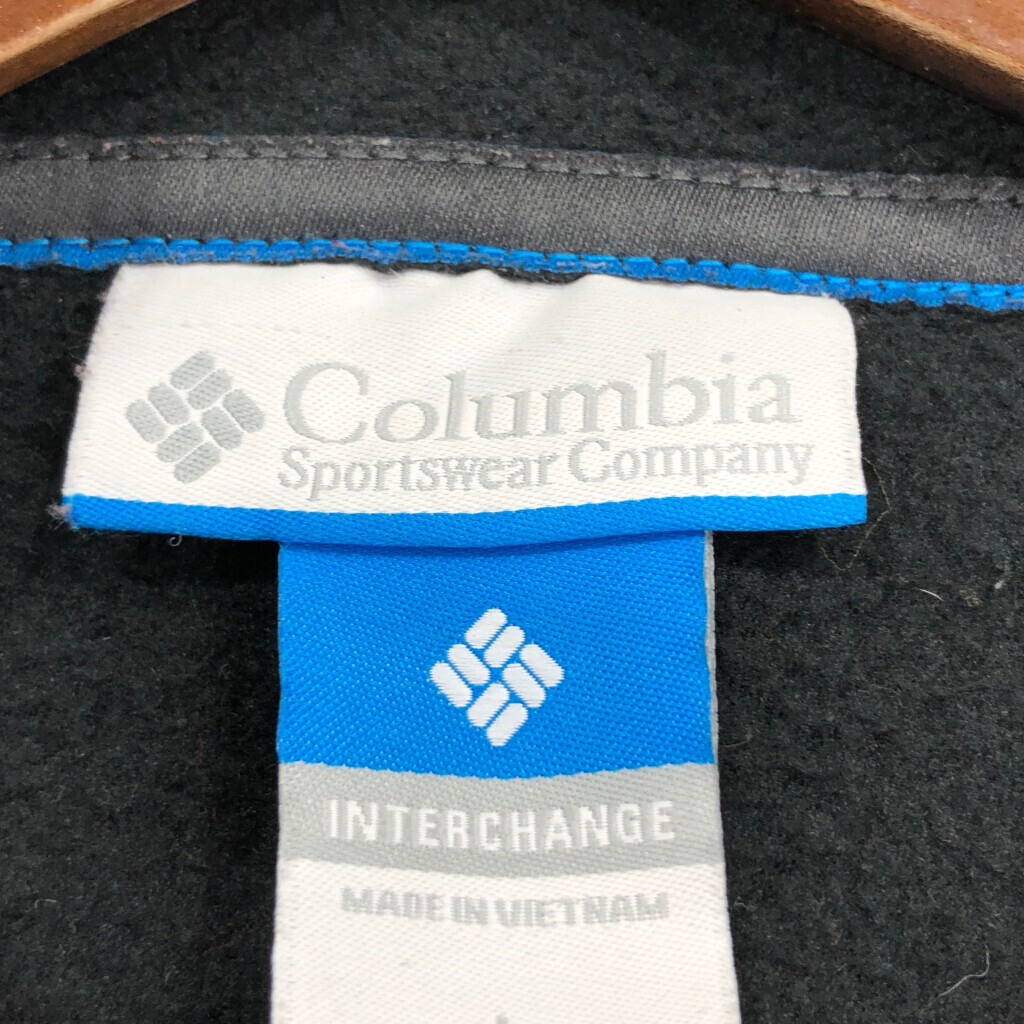 Columbia
Sportswear Company
INTERCHANGE
MADE IN VIETNAM